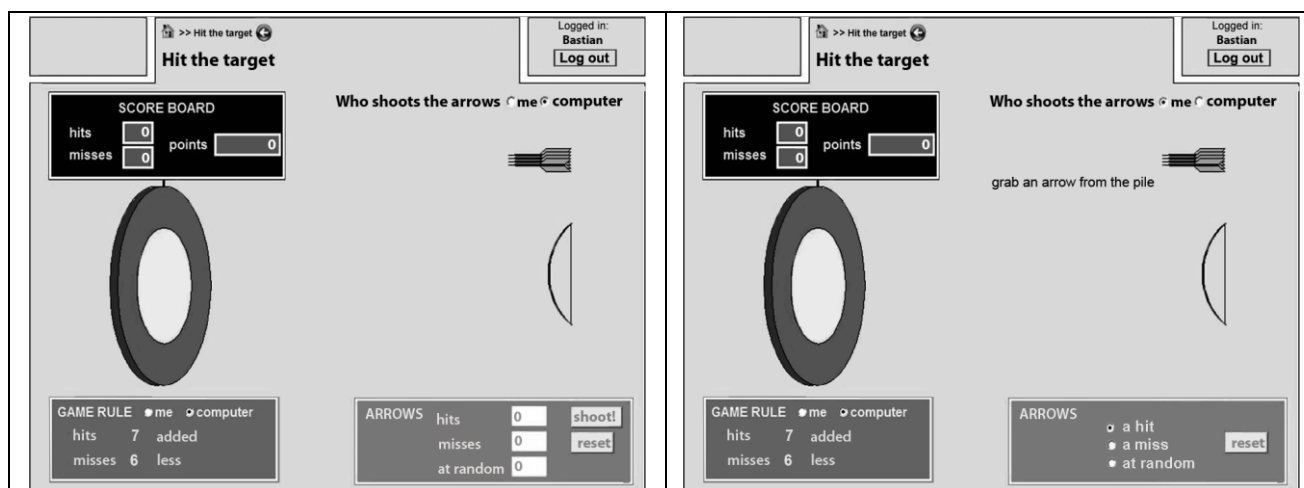 >> Hit the target
Hit the target
Logged in:
Bastian
Log out
Who shoots the arrows me computer
SCORE BOARD
hits 0
misses 0
points 0
GAME RULE me computer
hits 7 added
misses 6 less
ARROWS
hits 0 shoot!
misses 0 reset
at random 0
>> Hit the target
Hit the target
Logged in:
Bastian
Log out
Who shoots the arrows me computer
SCORE BOARD
hits 0
misses 0
points 0
grab an arrow from the pile
GAME RULE me computer
hits 7 added
misses 6 less
ARROWS
a hit
a miss
at random
reset